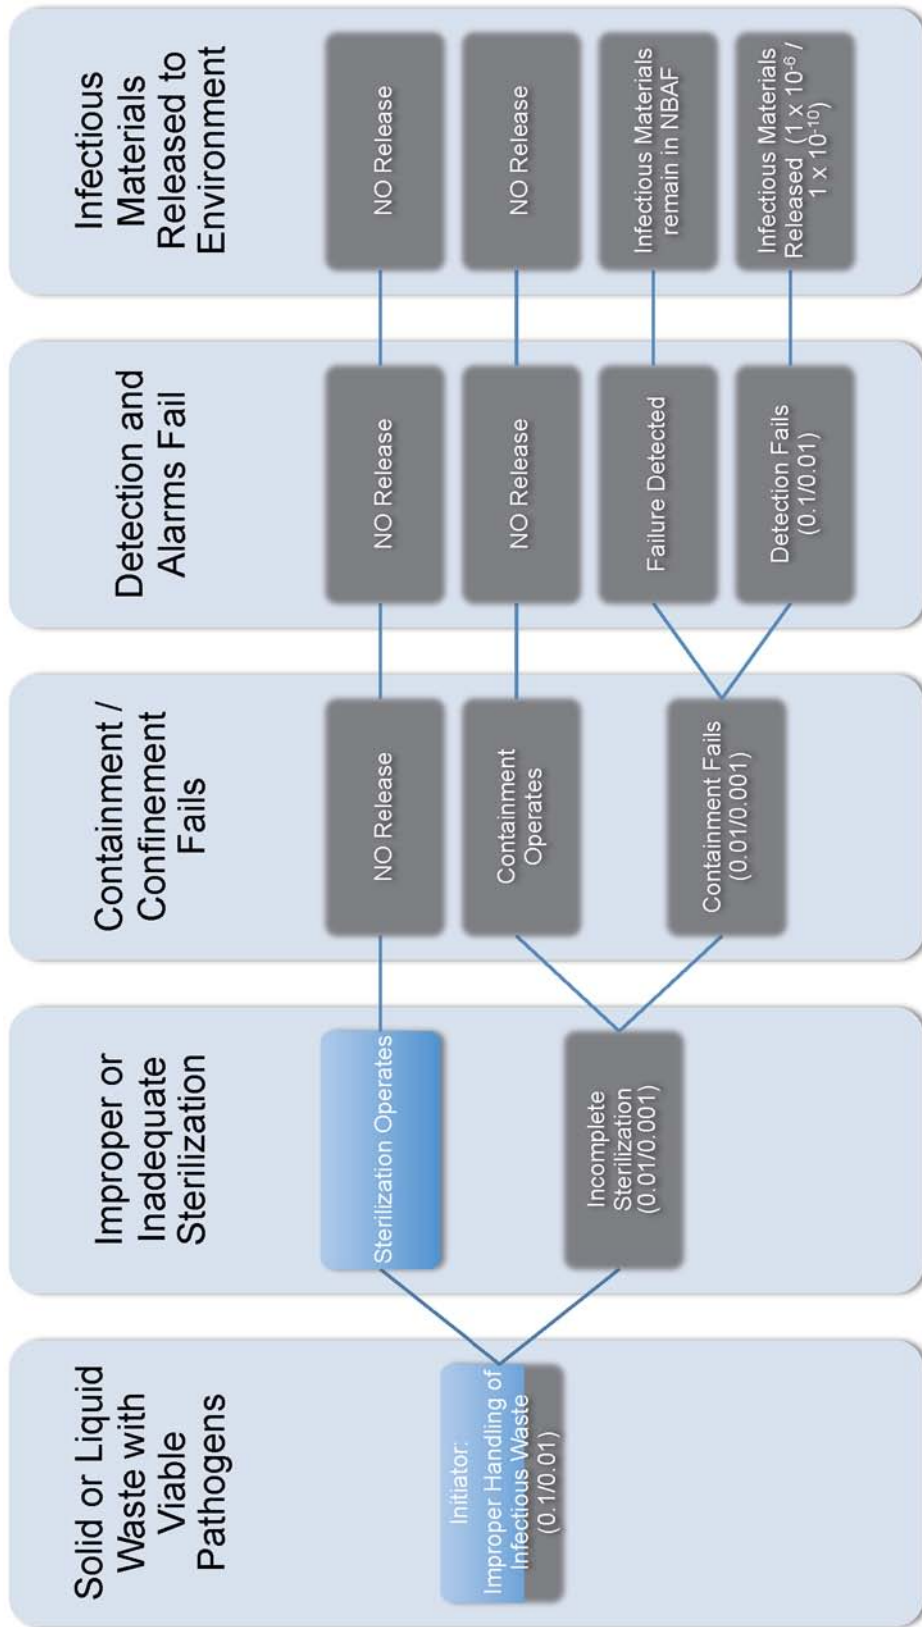 Solid or Liquid
Waste with
Viable
Pathogens
Initiator:
Improper Handling of
Infectious Waste
(0.1/0.01)
Improper or
Inadequate
Sterilization
Sterilization Operates
Incomplete
Sterilization
(0.01/0.001)
Containment /
Confinement
Fails
NO Release
Containment
Operates
Containment Fails
(0.01/0.001)
Detection and
Alarms Fail
NO Release
NO Release
Failure Detected
Detection Fails
(0.1/0.01)
Infectious
Materials
Released to
Environment
NO Release
NO Release
Infectious Materials
remain in NBAF
Infectious Materials
Released (1 x 10⁻⁶ /
1 x 10⁻¹⁰)